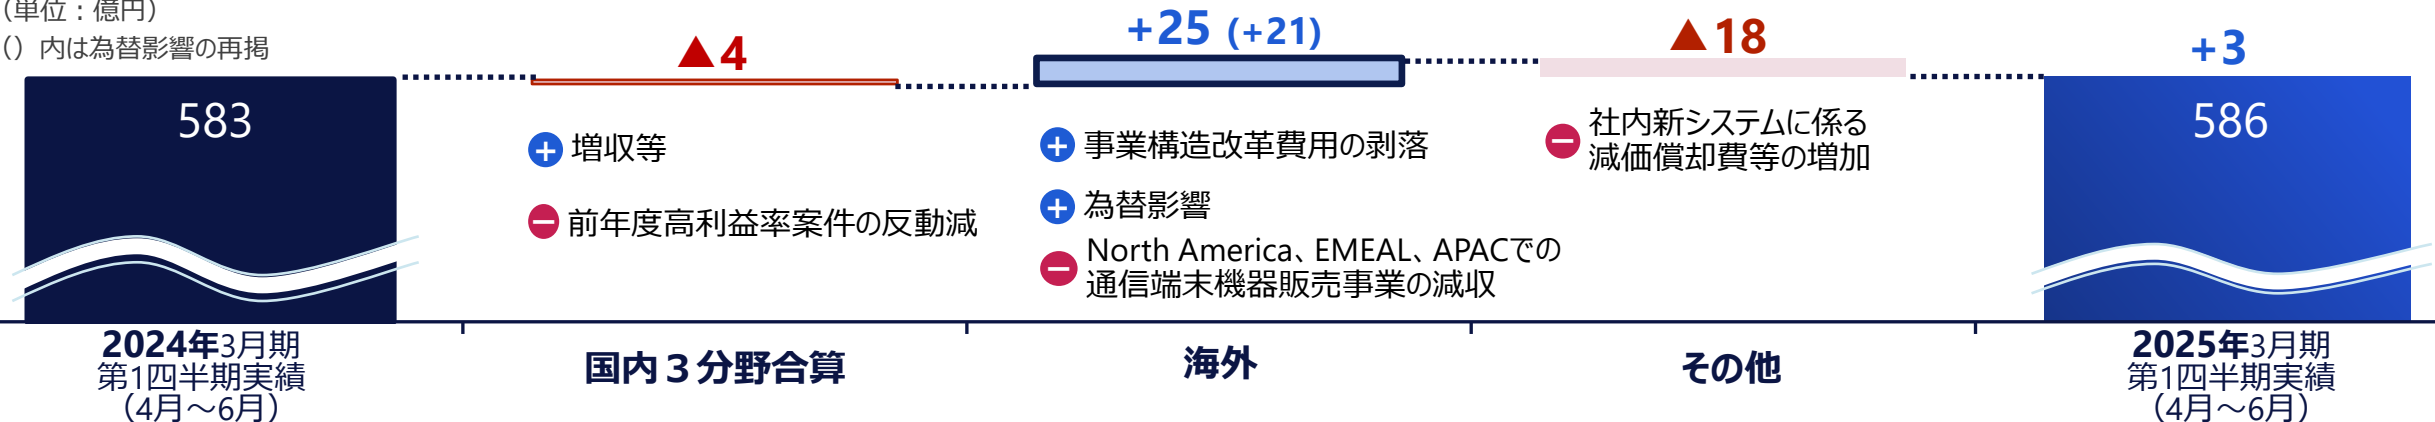 （単位：億円）
（）内は為替影響の再掲
583
▲4
+25 (+21)
▲18
+3
586
+ 増収等
− 前年度高利益率案件の反動減
+ 事業構造改革費用の剥落
+ 為替影響
− North America、EMEAL、APACでの
通信端末機器販売事業の減収
− 社内新システムに係る
減価償却費等の増加
2024年3月期
第1四半期実績
（4月～6月）
国内３分野合算
海外
その他
2025年3月期
第1四半期実績
（4月～6月）